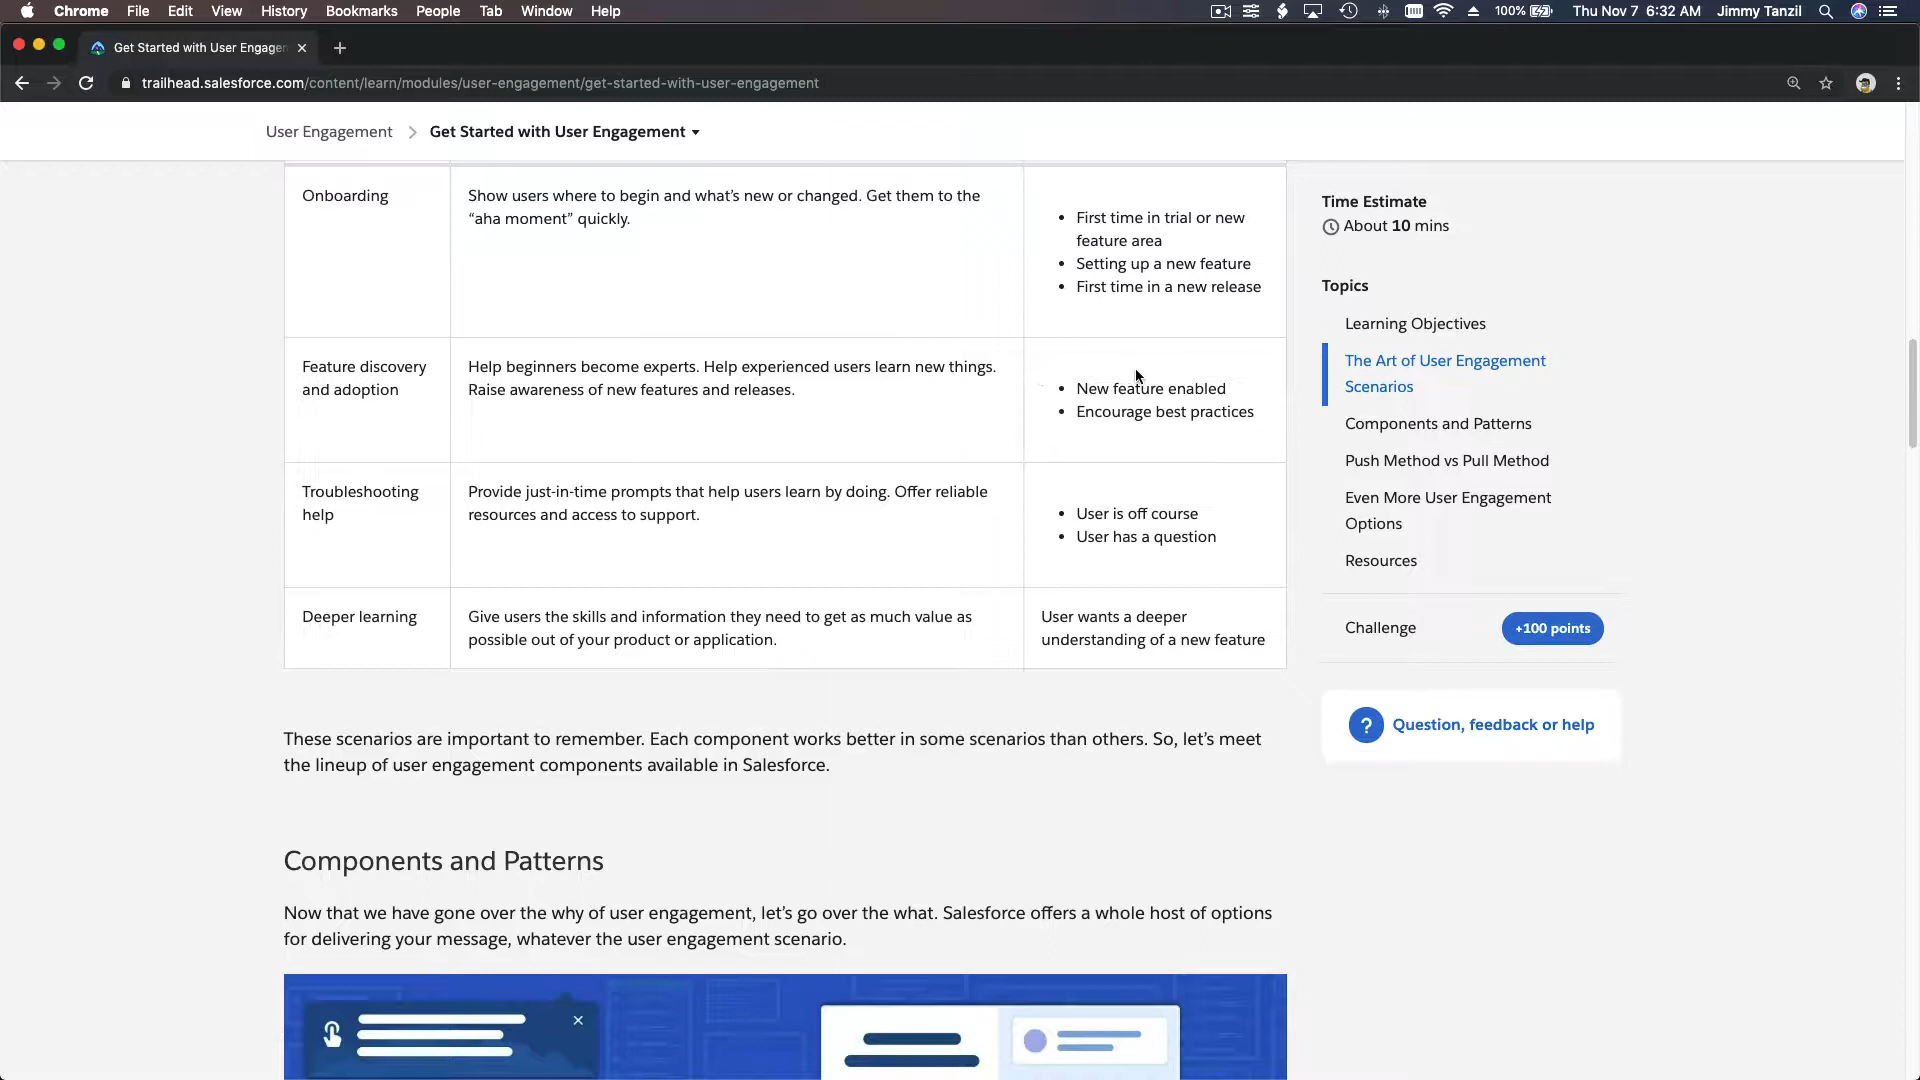 Chrome File Edit View History Bookmarks People Tab Window Help 100% Thu Nov 7 6:32 AM Jimmy Tanzil
Get Started with User Engagen
trailhead.salesforce.com/content/learn/modules/user-engagement/get-started-with-user-engagement
User Engagement Get Started with User Engagement
Onboarding
Show users where to begin and what's new or changed. Get them to the
“aha moment” quickly.
• First time in trial or new
feature area
• Setting up a new feature
• First time in a new release
Feature discovery
and adoption
Help beginners become experts. Help experienced users learn new things.
Raise awareness of new features and releases.
• New feature enabled
• Encourage best practices
Troubleshooting
help
Provide just-in-time prompts that help users learn by doing. Offer reliable
resources and access to support.
• User is off course
• User has a question
Deeper learning
Give users the skills and information they need to get as much value as
possible out of your product or application.
User wants a deeper
understanding of a new feature
These scenarios are important to remember. Each component works better in some scenarios than others. So, let’s meet
the lineup of user engagement components available in Salesforce.
Components and Patterns
Now that we have gone over the why of user engagement, let’s go over the what. Salesforce offers a whole host of options
for delivering your message, whatever the user engagement scenario.
Time Estimate
About 10 mins
Topics
Learning Objectives
The Art of User Engagement
Scenarios
Components and Patterns
Push Method vs Pull Method
Even More User Engagement
Options
Resources
Challenge
+100 points
? Question, feedback or help